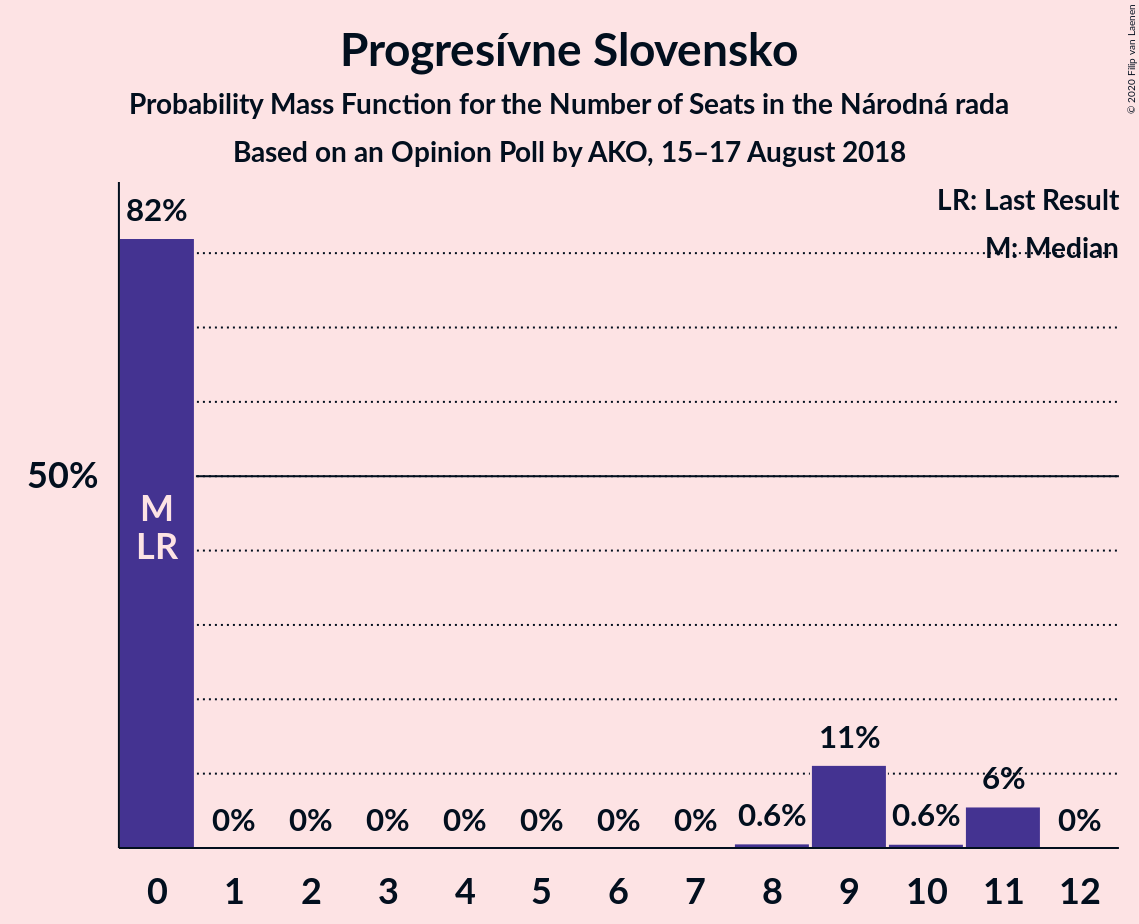 Progresívne Slovensko
Probability Mass Function for the Number of Seats in the Národná rada
Based on an Opinion Poll by AKO, 15–17 August 2018
© 2020 Filip van Laenen
LR: Last Result
M: Median
82%
50%
M
LR
11%
6%
0% 0% 0% 0% 0% 0% 0% 0.6% 0.6% 0%
0 1 2 3 4 5 6 7 8 9 10 11 12